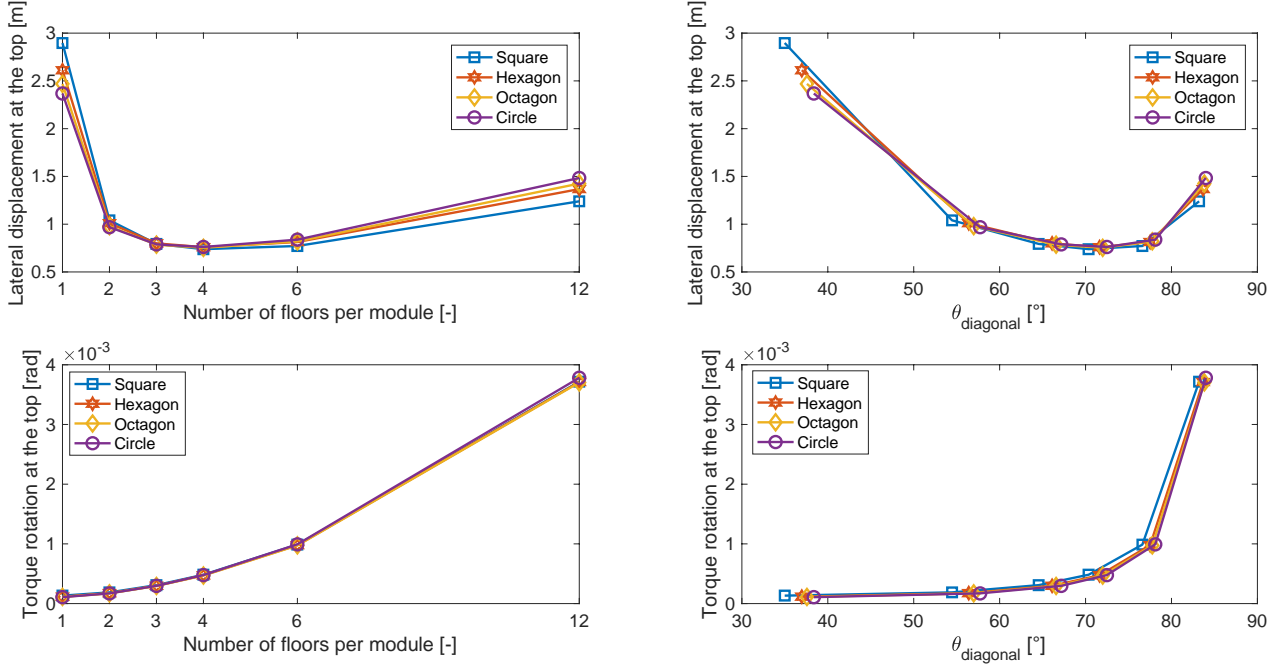 Lateral displacement at the top [m]
3
2.5
2
1.5
1
0.5
Square
Hexagon
Octagon
Circle
1 2 3 4 6 12
Number of floors per module [-]
Lateral displacement at the top [m]
3
2.5
2
1.5
1
0.5
Square
Hexagon
Octagon
Circle
30 40 50 60 70 80 90
θdiagonal [°]
Torque rotation at the top [rad]
×10-3
4
3
2
1
0
Square
Hexagon
Octagon
Circle
1 2 3 4 6 12
Number of floors per module [-]
Torque rotation at the top [rad]
×10-3
4
3
2
1
0
Square
Hexagon
Octagon
Circle
30 40 50 60 70 80 90
θdiagonal [°]